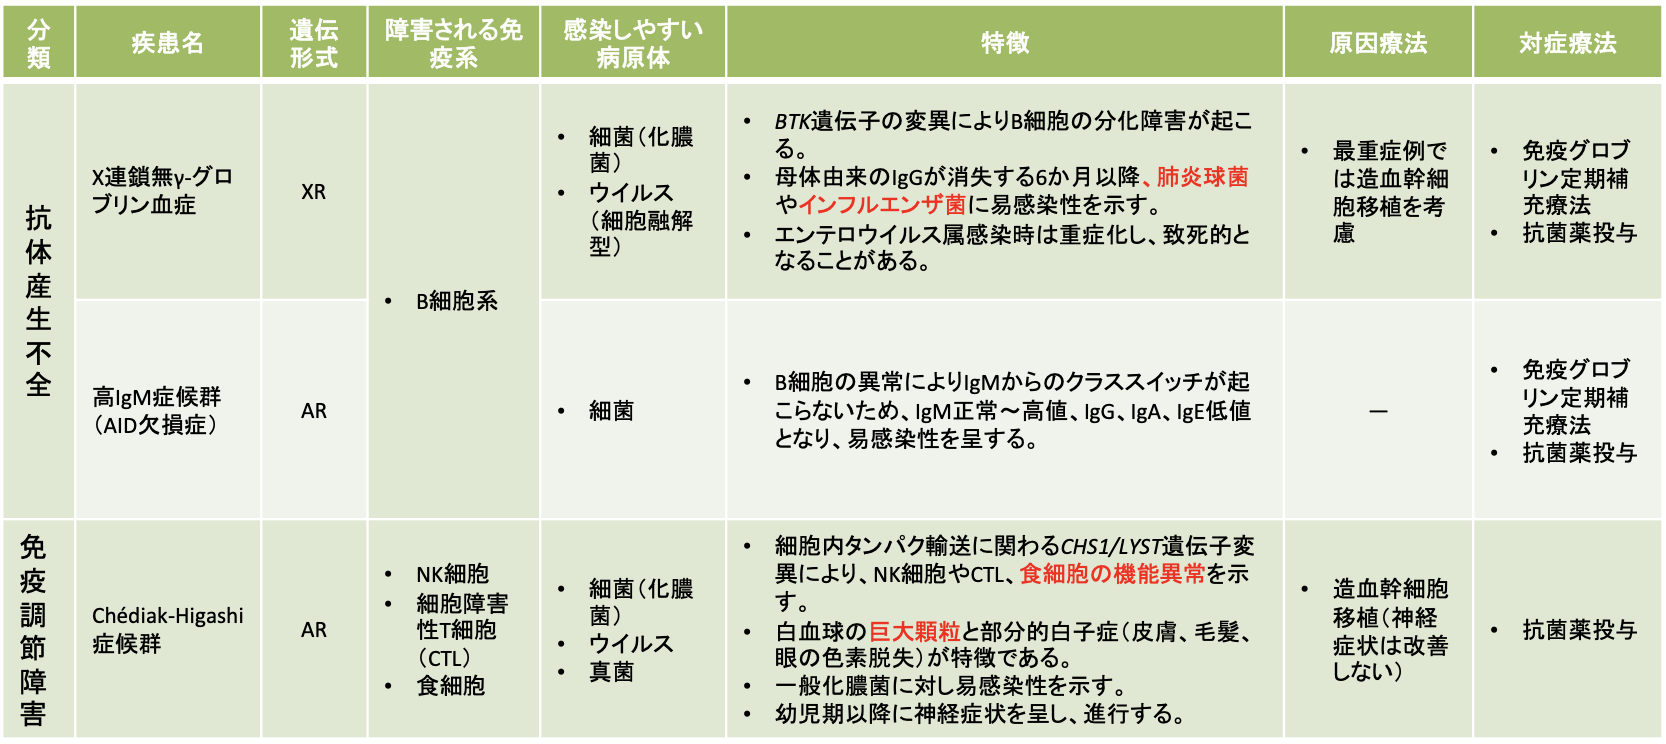 分
類
疾患名
遺伝
形式
障害される免
疫系
感染しやすい
病原体
特徴
原因療法
対症療法
抗
体
産
生
不
全
X連鎖無γ-グロ
ブリン血症
XR
• B細胞系
• 細菌（化膿
菌）
• ウイルス
（細胞融解
型）
• BTK遺伝子の変異によりB細胞の分化障害が起こ
る。
• 母体由来のIgGが消失する6か月以降、肺炎球菌
やインフルエンザ菌に易感染性を示す。
• エンテロウイルス属感染時は重症化し、致死的と
なることがある。
• 最重症例で
は造血幹細
胞移植を考
慮
• 免疫グロブ
リン定期補
充療法
• 抗菌薬投与
高IgM症候群
（AID欠損症）
AR
• 細菌
• B細胞の異常によりIgMからのクラススイッチが起
こらないため、IgM正常～高値、IgG、IgA、IgE低値
となり、易感染性を呈する。
―
• 免疫グロブ
リン定期補
充療法
• 抗菌薬投与
免
疫
調
節
障
害
Chédiak-Higashi
症候群
AR
• NK細胞
• 細胞障害
性T細胞
（CTL）
• 食細胞
• 細菌（化膿
菌）
• ウイルス
• 真菌
• 細胞内タンパク輸送に関わるCHS1/LYST遺伝子変
異により、NK細胞やCTL、食細胞の機能異常を示
す。
• 白血球の巨大顆粒と部分的白子症（皮膚、毛髪、
眼の色素脱失）が特徴である。
• 一般化膿菌に対し易感染性を示す。
• 幼児期以降に神経症状を呈し、進行する。
• 造血幹細胞
移植（神経
症状は改善
しない）
• 抗菌薬投与